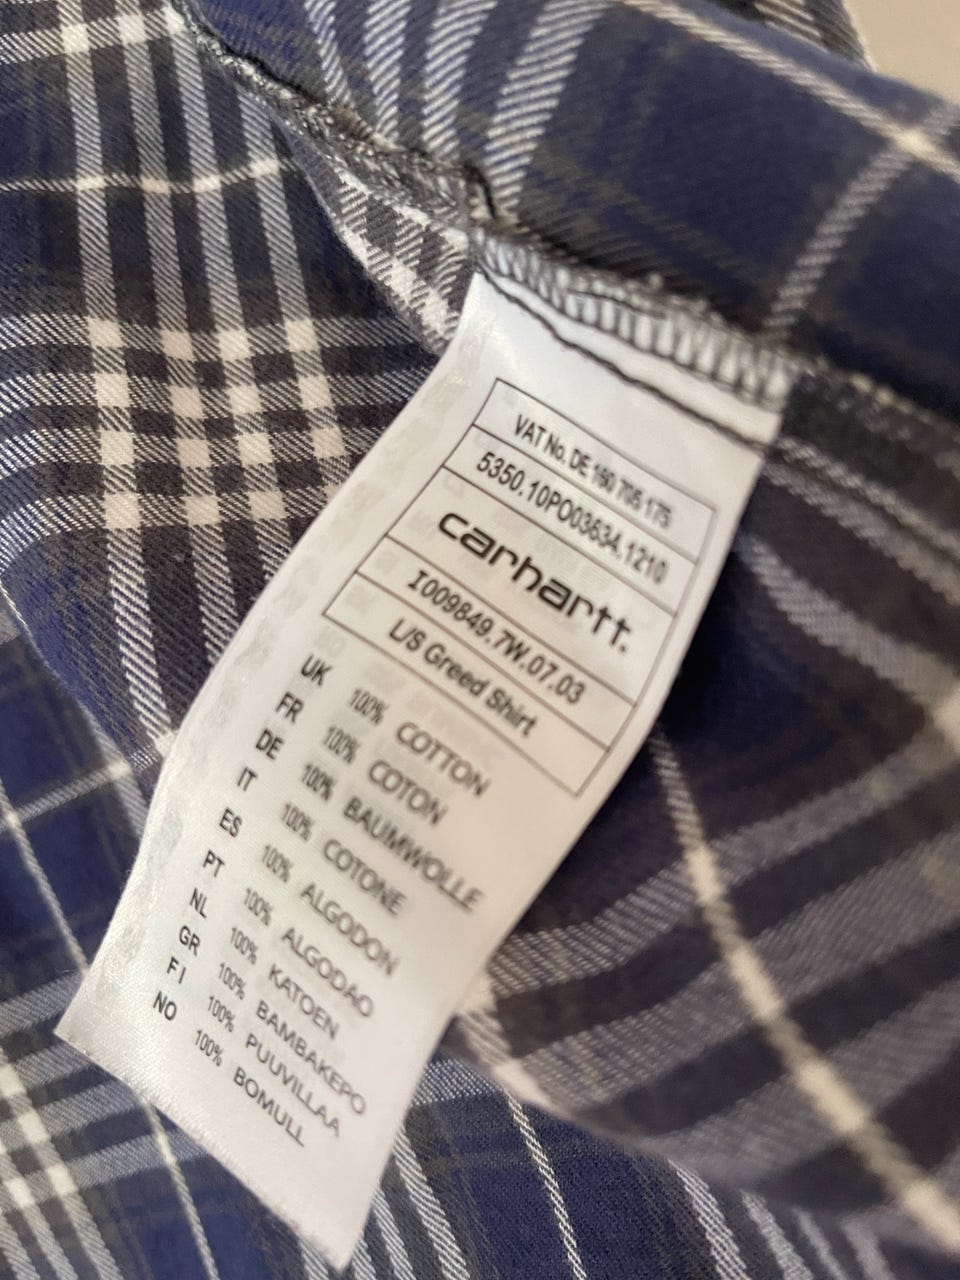 VAT No. DE 160 705 175
5350.10PO0363A.1210
carhartt.
I009849.7W.07.03
L/S Greed Shirt
UK 100% COTTON
FR 100% COTON
DE 100% BAUMWOLLE
IT 100% COTONE
ES 100% ALGODON
PT 100% ALGODAO
NL 100% KATOEN
GR 100% BAMBAKEPO
FI 100% PUUVILLAA
NO 100% BOMULL